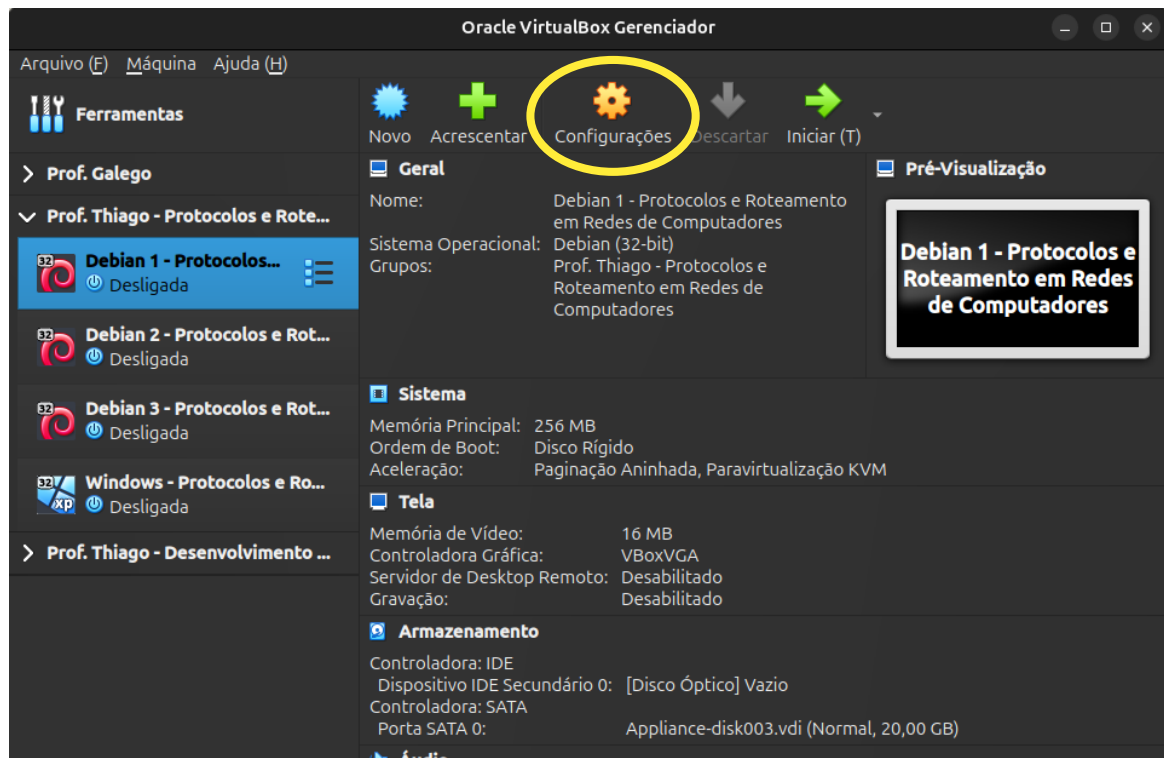 Oracle VirtualBox Gerenciador
Arquivo (F) Máquina Ajuda (H)
Ferramentas
Prof. Galego
Prof. Thiago - Protocolos e Rote...
32
Debian 1 - Protocolos...
Desligada
32
Debian 2 - Protocolos e Rot...
Desligada
32
Debian 3 - Protocolos e Rot...
Desligada
32
xp
Windows - Protocolos e Ro...
Desligada
Prof. Thiago - Desenvolvimento ...
Novo Acrescentar Configurações Descartar Iniciar (T)
Geral
Nome: Debian 1 - Protocolos e Roteamento
em Redes de Computadores
Sistema Operacional: Debian (32-bit)
Grupos: Prof. Thiago - Protocolos e
Roteamento em Redes de
Computadores
Pré-Visualização
Debian 1 - Protocolos e
Roteamento em Redes
de Computadores
Sistema
Memória Principal: 256 MB
Ordem de Boot: Disco Rígido
Aceleração: Paginação Aninhada, Paravirtualização KVM
Tela
Memória de Vídeo: 16 MB
Controladora Gráfica: VBoxVGA
Servidor de Desktop Remoto: Desabilitado
Gravação: Desabilitado
Armazenamento
Controladora: IDE
Dispositivo IDE Secundário 0: [Disco Óptico] Vazio
Controladora: SATA
Porta SATA 0: Appliance-disk003.vdi (Normal, 20,00 GB)
Áudio